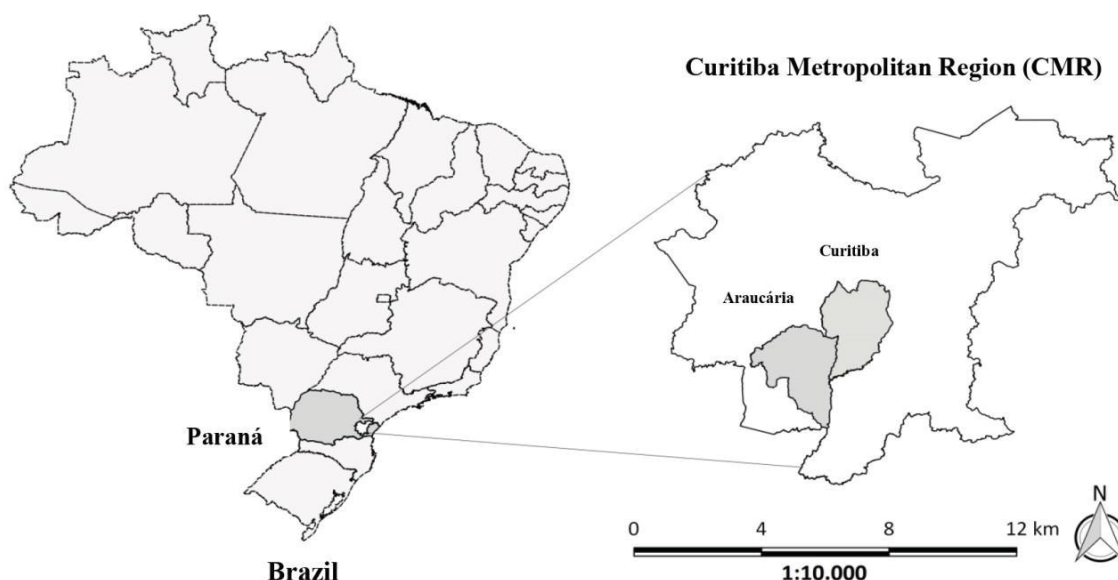 Curitiba Metropolitan Region (CMR)
Curitiba
Araucária
Paraná
Brazil
0 4 8 12 km
1:10.000
N